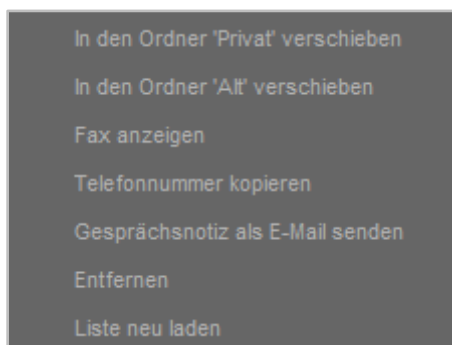 In den Ordner 'Privat' verschieben
In den Ordner 'Alt' verschieben
Fax anzeigen
Telefonnummer kopieren
Gesprächsnotiz als E-Mail senden
Entfernen
Liste neu laden